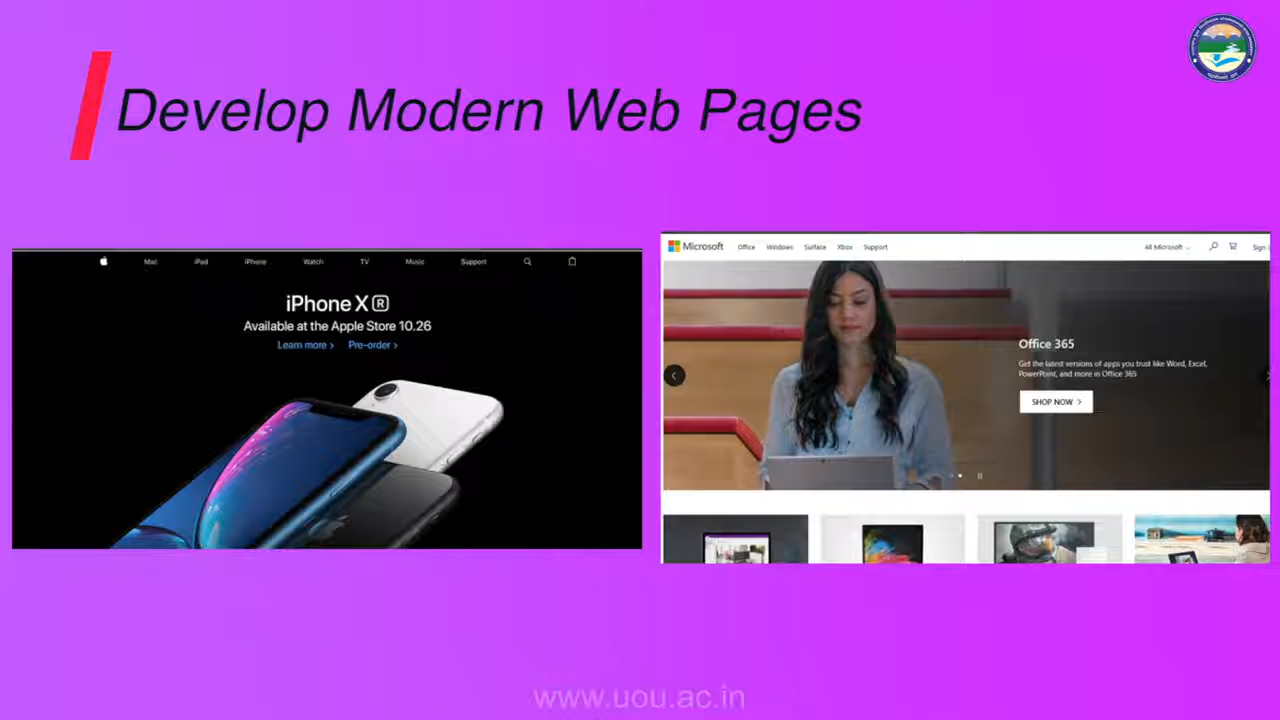 Develop Modern Web Pages
Mac iPad iPhone Watch TV Music Support
iPhone X R
Available at the Apple Store 10.26
Learn more > Pre-order >
Microsoft Office Windows Surface Xbox Support All Microsoft Sign
Office 365
Get the latest versions of apps you trust like Word, Excel,
PowerPoint, and more in Office 365
SHOP NOW >
www.uou.ac.in